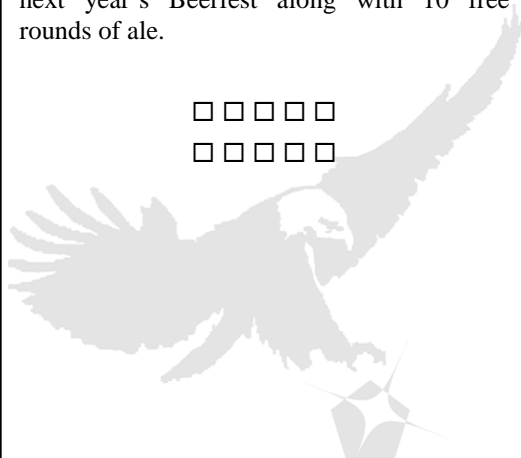 next year's Beerfest along with 10 free
rounds of ale.
□ □ □ □ □
□ □ □ □ □